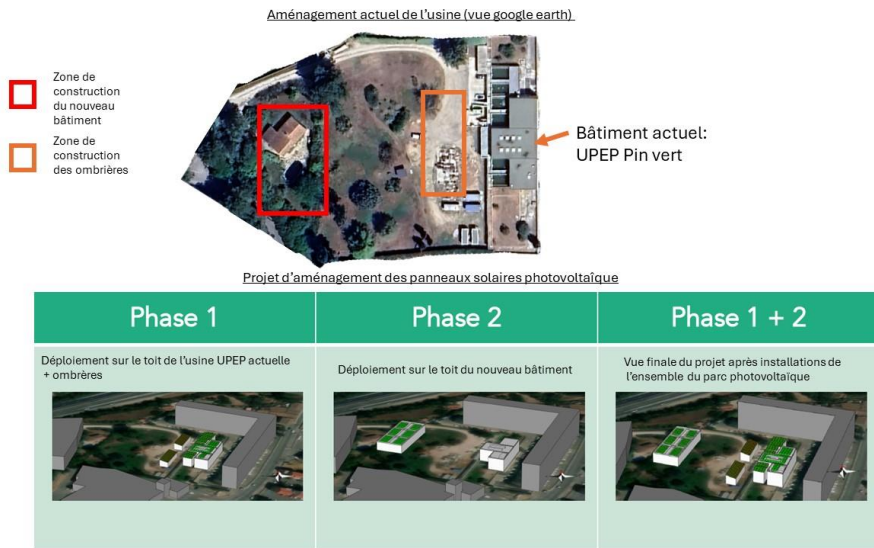 Aménagement actuel de l'usine (vue google earth)
Zone de
construction
du nouveau
bâtiment
Zone de
construction
des ombrières
Bâtiment actuel:
UPEP Pin vert
Projet d'aménagement des panneaux solaires photovoltaîque
Phase 1
Phase 2
Phase 1 + 2
Déploiement sur le toit de l'usine UPEP actuelle
+ ombrères
Déploiement sur le toit du nouveau bâtiment
Vue finale du projet après installations de
l'ensemble du parc photovoltaïque